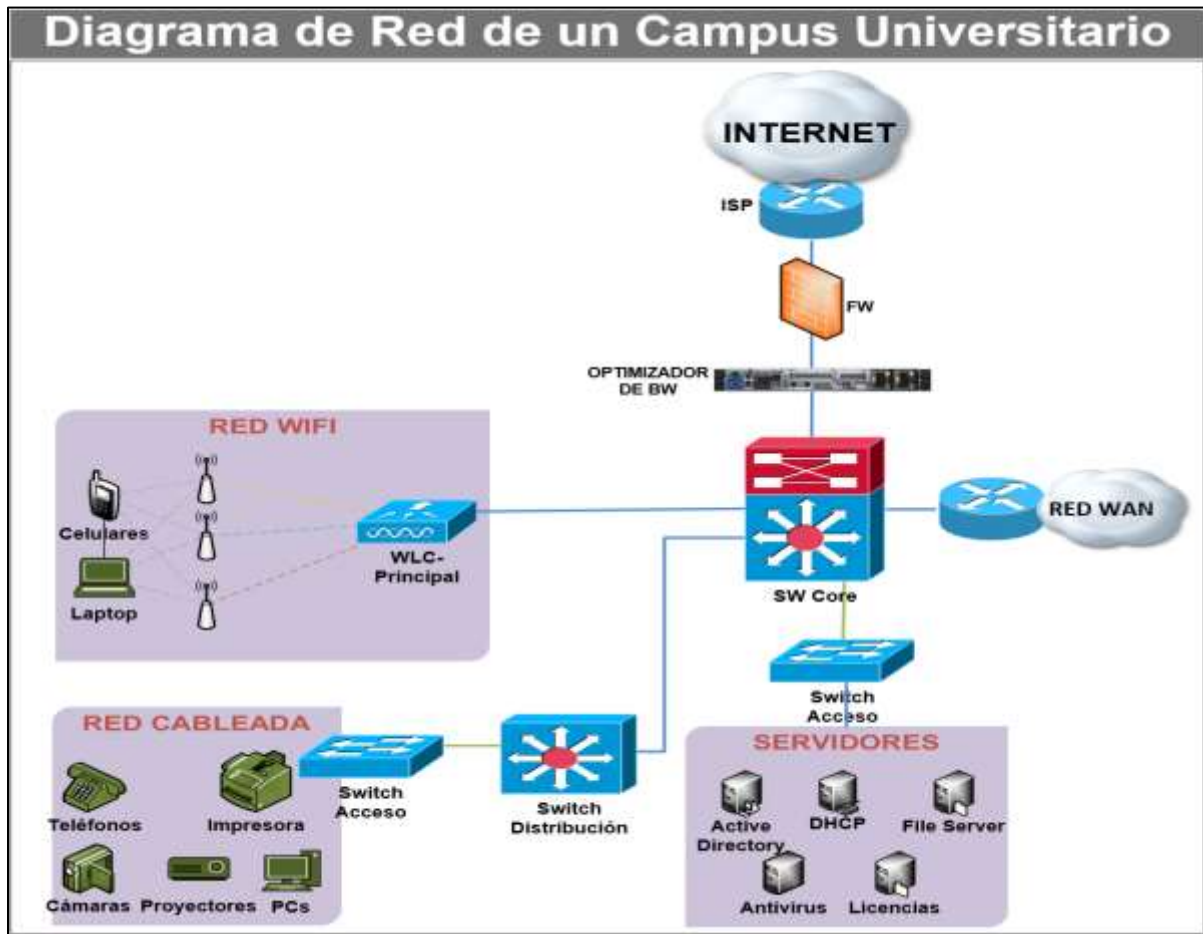 Diagrama de Red de un Campus Universitario
INTERNET
ISP
FW
OPTIMIZADOR
DE BW
RED WIFI
Celulares
Laptop
WLC-
Principal
SW Core
RED WAN
Switch
Acceso
RED CABLEADA
Teléfonos
Impresora
Cámaras
Proyectores
PCs
Switch
Acceso
Switch
Distribución
SERVIDORES
Active
Directory
DHCP
File Server
Antivirus
Licencias